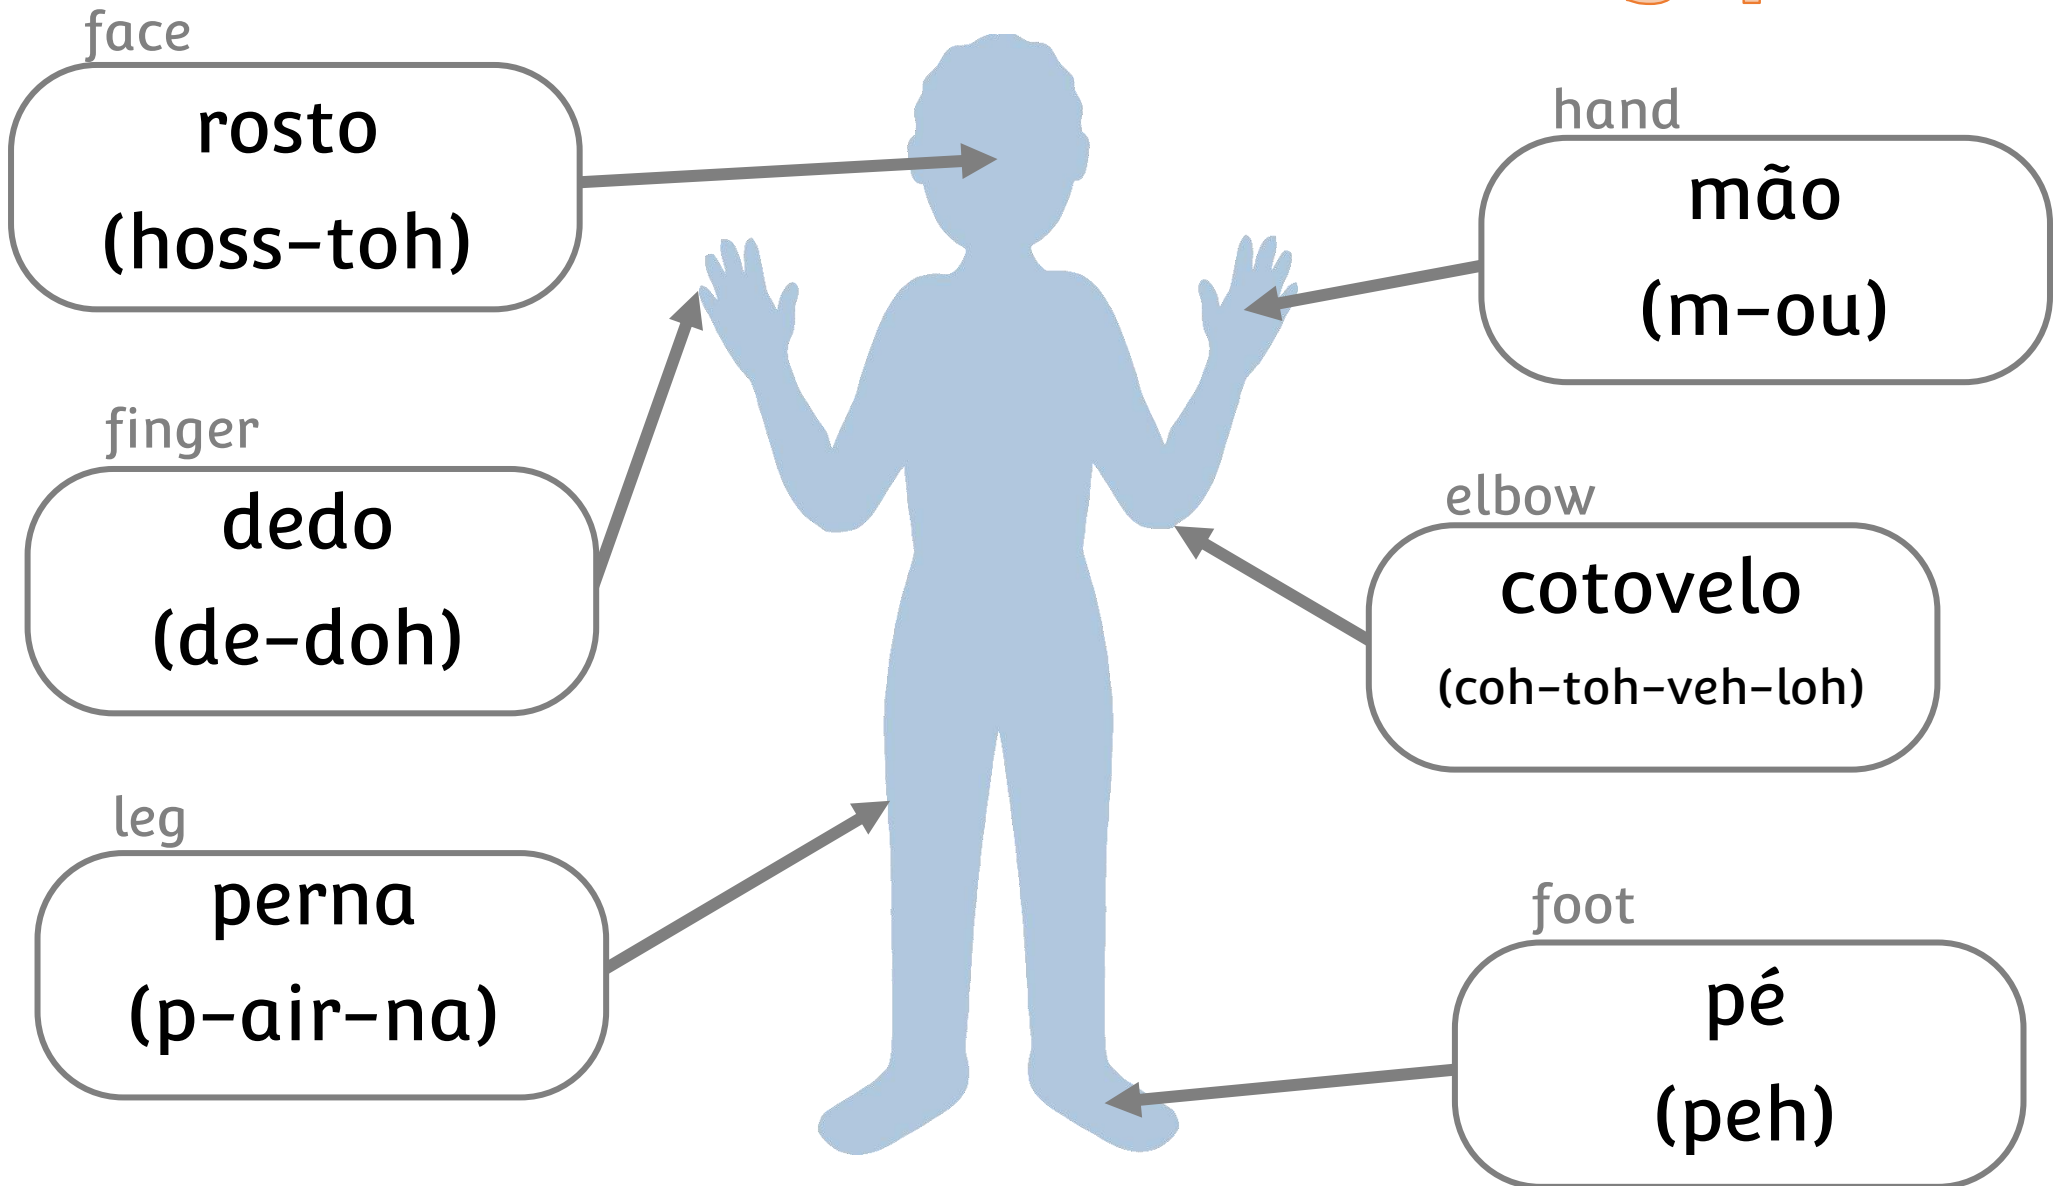 face
rosto
(hoss-toh)
hand
mão
(m-ou)
finger
dedo
(de-doh)
elbow
cotovelo
(coh-toh-veh-loh)
leg
perna
(p-air-na)
foot
pé
(peh)